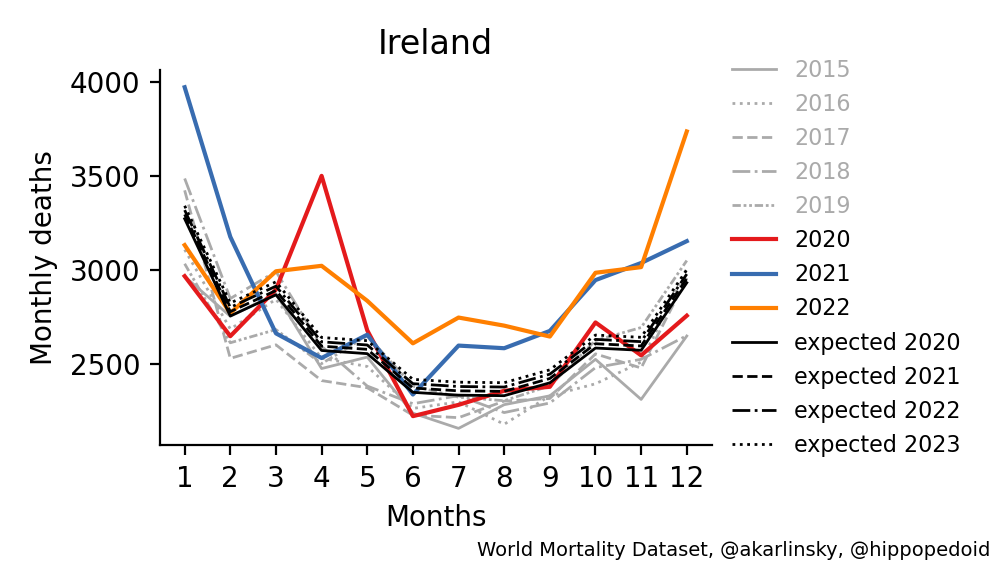 Ireland
4000
3500
3000
2500
Monthly deaths
1 2 3 4 5 6 7 8 9 10 11 12
Months
2015
2016
2017
2018
2019
2020
2021
2022
expected 2020
expected 2021
expected 2022
expected 2023
World Mortality Dataset, @akarlinsky, @hippopedoid